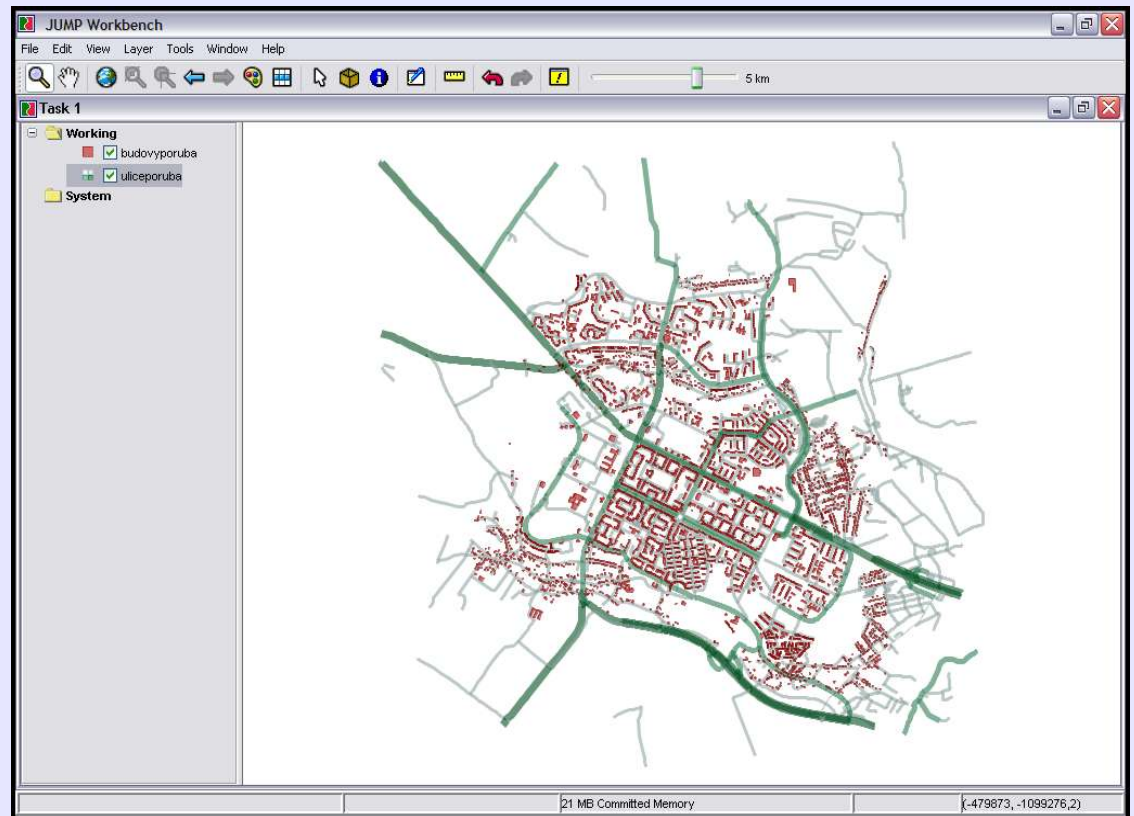 JUMP Workbench
File Edit View Layer Tools Window Help
5 km
Task 1
Working
budovyporuba
uliceporuba
System
21 MB Committed Memory
(-479873, -1099276,2)